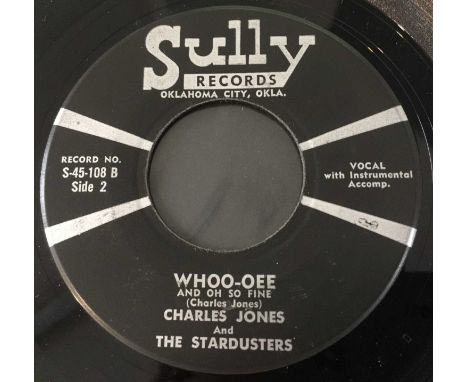 Sully
RECORDS
OKLAHOMA CITY, OKLA.
RECORD NO.
S-45-108 B
Side 2
VOCAL
with Instrumental
Accomp.
WHOO-OEE
AND OH SO FINE
(Charles Jones)
CHARLES JONES
And
THE STARDUSTERS